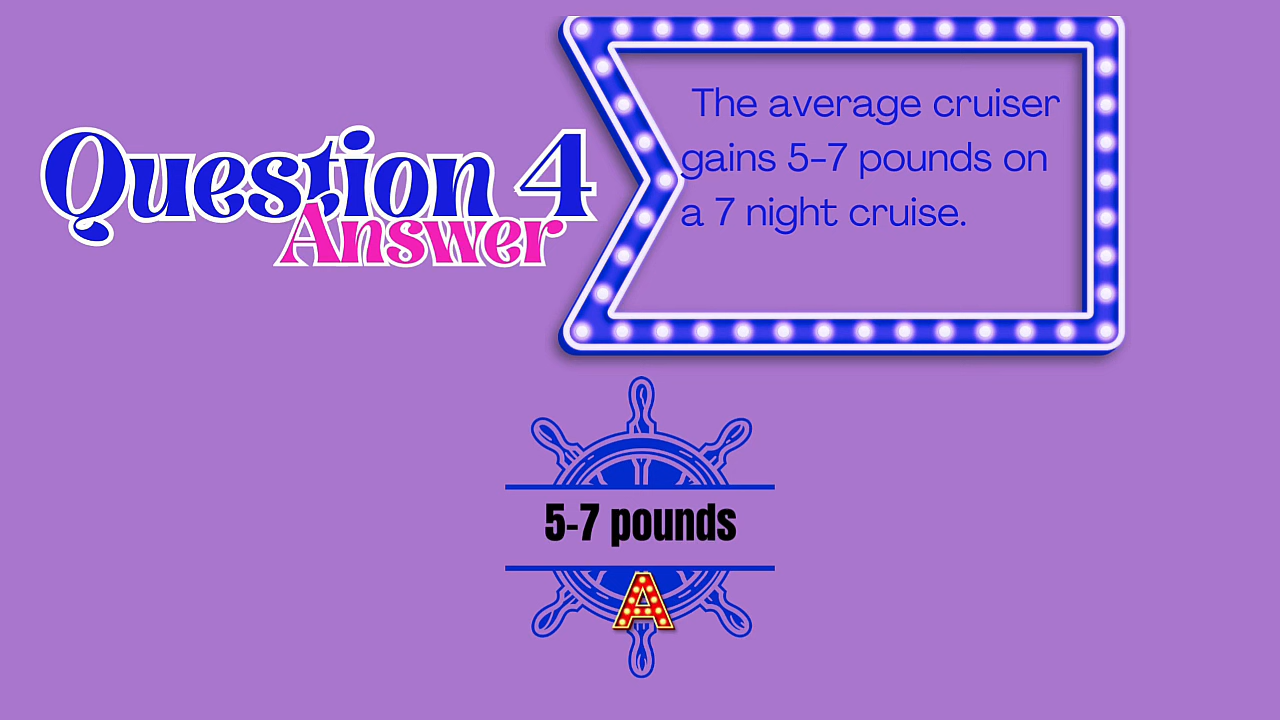 Question 4
Answer
The average cruiser
gains 5-7 pounds on
a 7 night cruise.
5-7 pounds
A